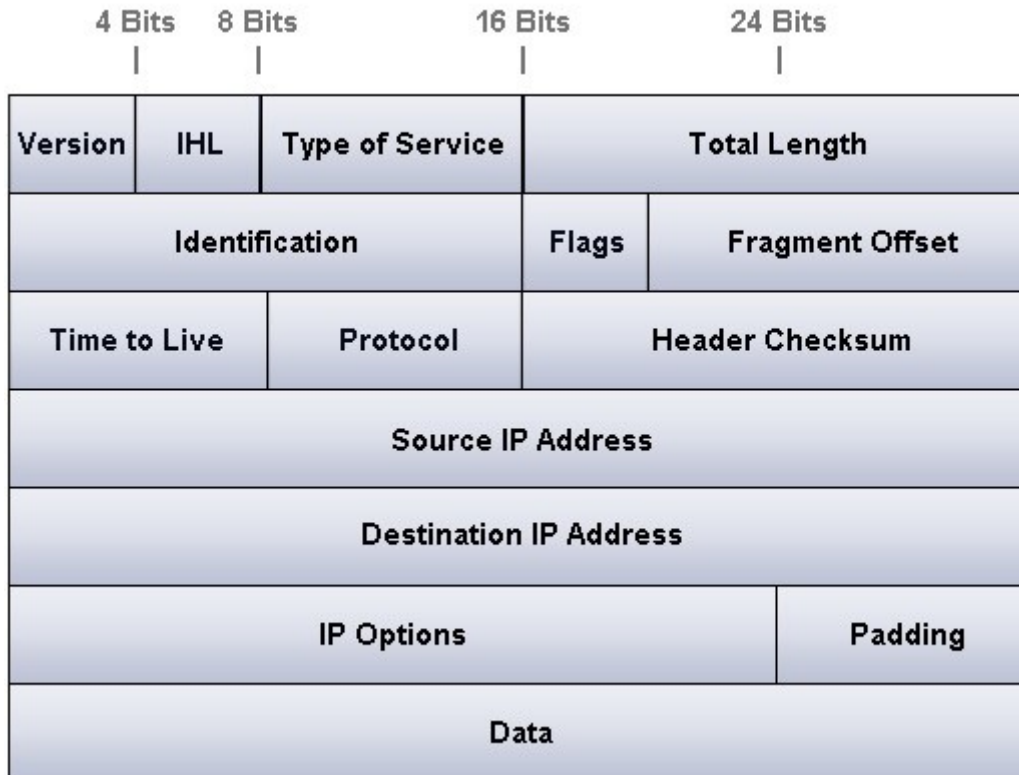 4 Bits 8 Bits 16 Bits 24 Bits
Version IHL Type of Service Total Length
Identification Flags Fragment Offset
Time to Live Protocol Header Checksum
Source IP Address
Destination IP Address
IP Options Padding
Data